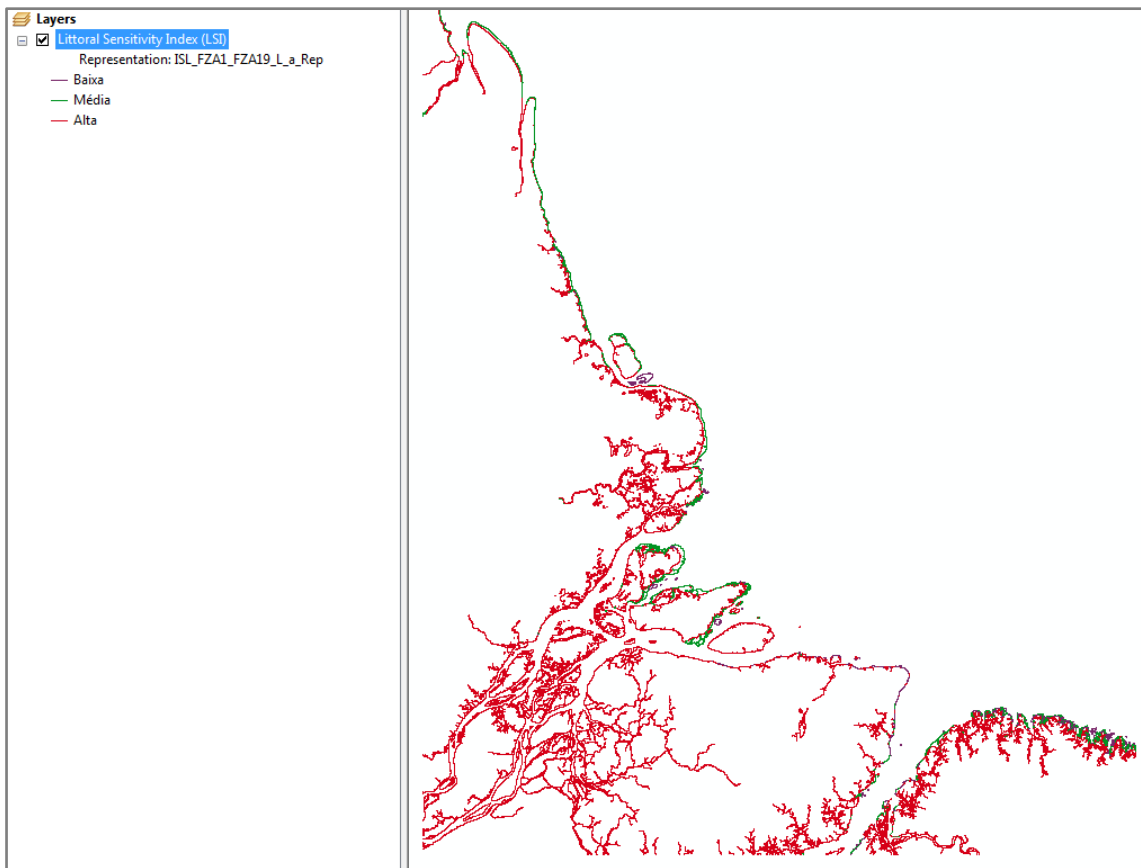 Layers
Littoral Sensitivity Index (LSI)
Representation: ISL_FZA1_FZA19_L_a_Rep
Baixa
Média
Alta